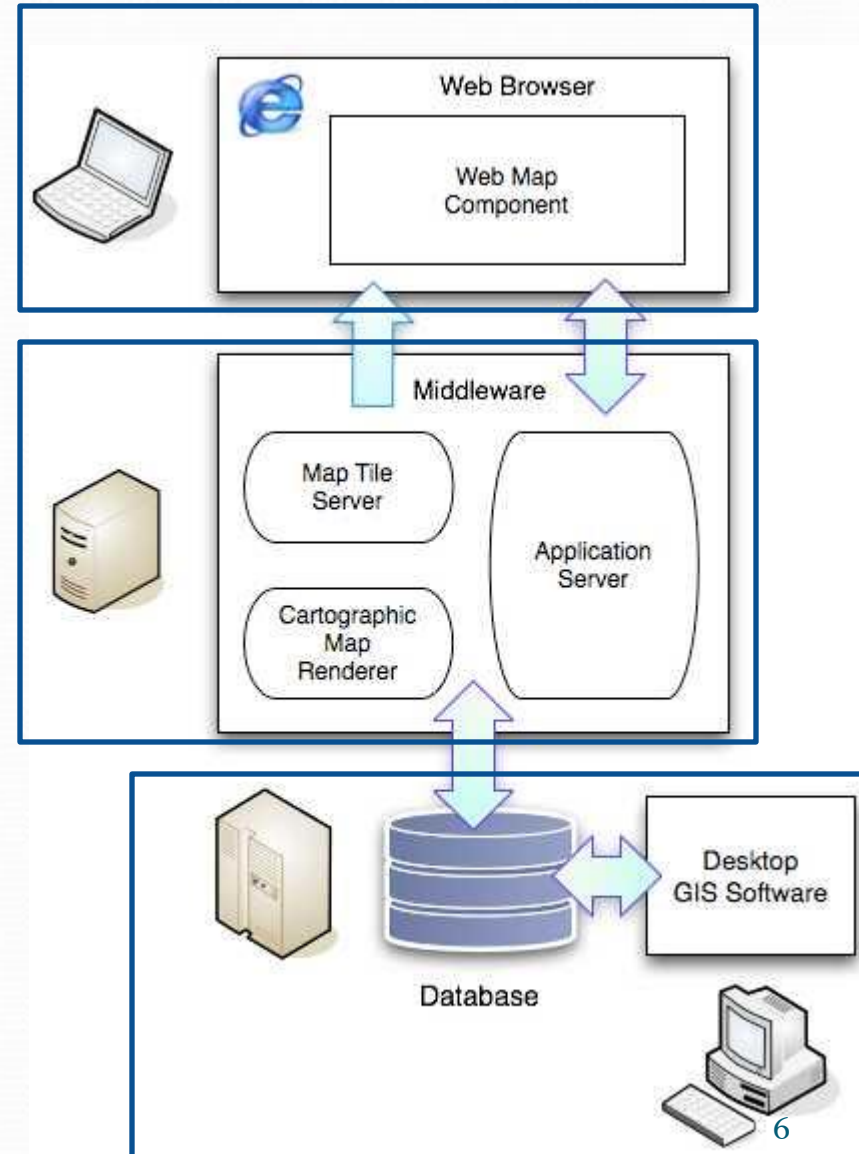 Web Browser
Web Map
Component
Middleware
Map Tile
Server
Application
Server
Cartographic
Map
Renderer
Desktop
GIS Software
Database
6